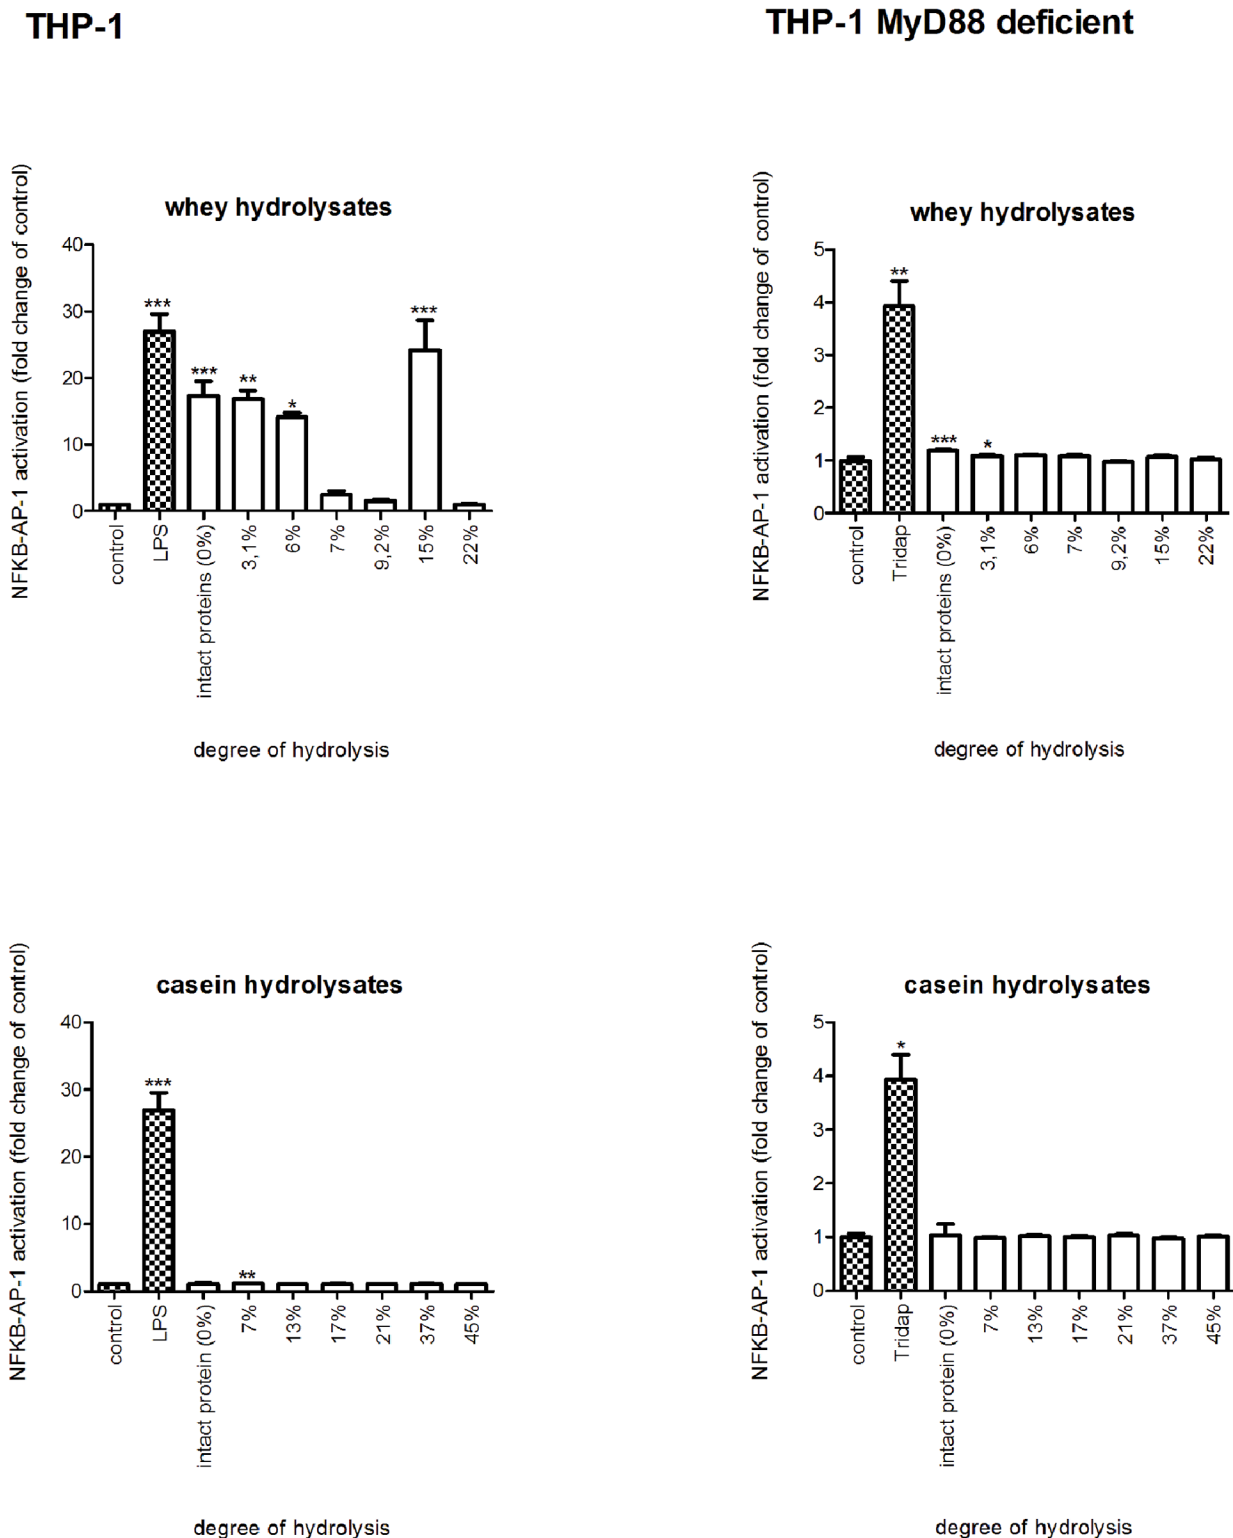 THP-1
THP-1 MyD88 deficient
whey hydrolysates
NFKB-AP-1 activation (fold change of control)
40
30
20
10
0
***
***
**
*
***
control
LPS
intact proteins (0%)
3,1%
6%
7%
9,2%
15%
22%
degree of hydrolysis
whey hydrolysates
NFKB-AP-1 activation (fold change of control)
5
4
3
2
1
0
**
***
*
control
Tridap
intact proteins (0%)
3,1%
6%
7%
9,2%
15%
22%
degree of hydrolysis
casein hydrolysates
NFKB-AP-1 activation (fold change of control)
40
30
20
10
0
***
**
control
LPS
intact protein (0%)
7%
13%
17%
21%
37%
45%
degree of hydrolysis
casein hydrolysates
NFKB-AP-1 activation (fold change of control)
5
4
3
2
1
0
*
control
Tridap
intact protein (0%)
7%
13%
17%
21%
37%
45%
degree of hydrolysis